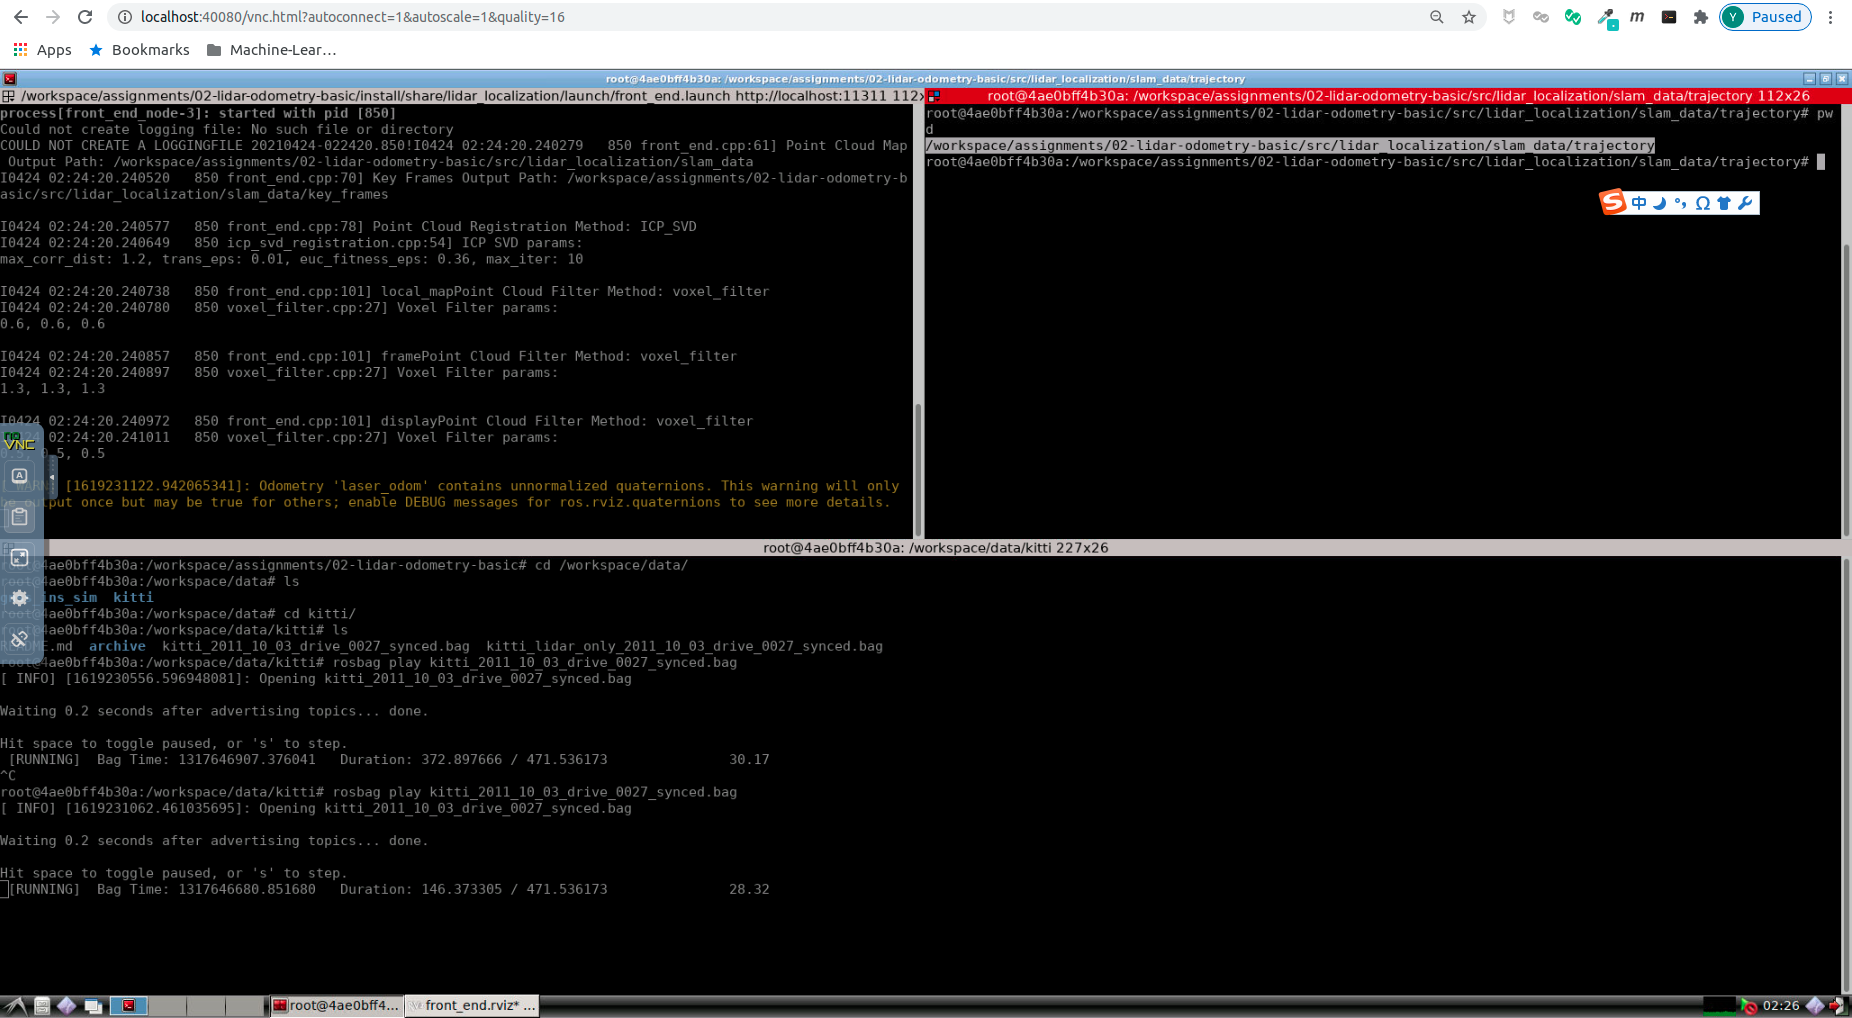 localhost:40080/vnc.html?autoconnect=1&autoscale=1&quality=16
m
Y Paused
Apps Bookmarks Machine-Lear…
root@4ae0bff4b30a: /workspace/assignments/02-lidar-odometry-basic/src/lidar_localization/slam_data/trajectory
/workspace/assignments/02-lidar-odometry-basic/install/share/lidar_localization/launch/front_end.launch http://localhost:11311 112x
process[front_end_node-3]: started with pid [850]
Could not create logging file: No such file or directory
COULD NOT CREATE A LOGGINGFILE 20210424-022420.850!I0424 02:24:20.240279   850 front_end.cpp:61] Point Cloud Map
 Output Path: /workspace/assignments/02-lidar-odometry-basic/src/lidar_localization/slam_data
I0424 02:24:20.240520   850 front_end.cpp:70] Key Frames Output Path: /workspace/assignments/02-lidar-odometry-b
asic/src/lidar_localization/slam_data/key_frames
I0424 02:24:20.240577   850 front_end.cpp:78] Point Cloud Registration Method: ICP_SVD
I0424 02:24:20.240649   850 icp_svd_registration.cpp:54] ICP SVD params:
max_corr_dist: 1.2, trans_eps: 0.01, euc_fitness_eps: 0.36, max_iter: 10
I0424 02:24:20.240738   850 front_end.cpp:101] local_mapPoint Cloud Filter Method: voxel_filter
I0424 02:24:20.240780   850 voxel_filter.cpp:27] Voxel Filter params:
0.6, 0.6, 0.6
I0424 02:24:20.240857   850 front_end.cpp:101] framePoint Cloud Filter Method: voxel_filter
I0424 02:24:20.240897   850 voxel_filter.cpp:27] Voxel Filter params:
1.3, 1.3, 1.3
I0424 02:24:20.240972   850 front_end.cpp:101] displayPoint Cloud Filter Method: voxel_filter
02:24:20.241011   850 voxel_filter.cpp:27] Voxel Filter params:
0.5
[1619231122.942065341]: Odometry 'laser_odom' contains unnormalized quaternions. This warning will only
output once but may be true for others; enable DEBUG messages for ros.rviz.quaternions to see more details.
no
VNC
A
root@4ae0bff4b30a: /workspace/assignments/02-lidar-odometry-basic/src/lidar_localization/slam_data/trajectory 112x26
root@4ae0bff4b30a:/workspace/assignments/02-lidar-odometry-basic/src/lidar_localization/slam_data/trajectory# pw
d
/workspace/assignments/02-lidar-odometry-basic/src/lidar_localization/slam_data/trajectory
root@4ae0bff4b30a:/workspace/assignments/02-lidar-odometry-basic/src/lidar_localization/slam_data/trajectory#
S 中
root@4ae0bff4b30a: /workspace/data/kitti 227x26
root@4ae0bff4b30a:/workspace/assignments/02-lidar-odometry-basic# cd /workspace/data/
root@4ae0bff4b30a:/workspace/data# ls
kitti
root@4ae0bff4b30a:/workspace/data# cd kitti/
root@4ae0bff4b30a:/workspace/data/kitti# ls
README.md  archive  kitti_2011_10_03_drive_0027_synced.bag  kitti_lidar_only_2011_10_03_drive_0027_synced.bag
root@4ae0bff4b30a:/workspace/data/kitti# rosbag play kitti_2011_10_03_drive_0027_synced.bag
[ INFO] [1619230556.596948081]: Opening kitti_2011_10_03_drive_0027_synced.bag
Waiting 0.2 seconds after advertising topics... done.
Hit space to toggle paused, or 's' to step.
 [RUNNING]  Bag Time: 1317646907.376041   Duration: 372.897666 / 471.536173               30.17
^C
root@4ae0bff4b30a:/workspace/data/kitti# rosbag play kitti_2011_10_03_drive_0027_synced.bag
[ INFO] [1619231062.461035695]: Opening kitti_2011_10_03_drive_0027_synced.bag
Waiting 0.2 seconds after advertising topics... done.
Hit space to toggle paused, or 's' to step.
 [RUNNING]  Bag Time: 1317646680.851680   Duration: 146.373305 / 471.536173               28.32
root@4ae0bff4... front_end.rviz* ... 02:26